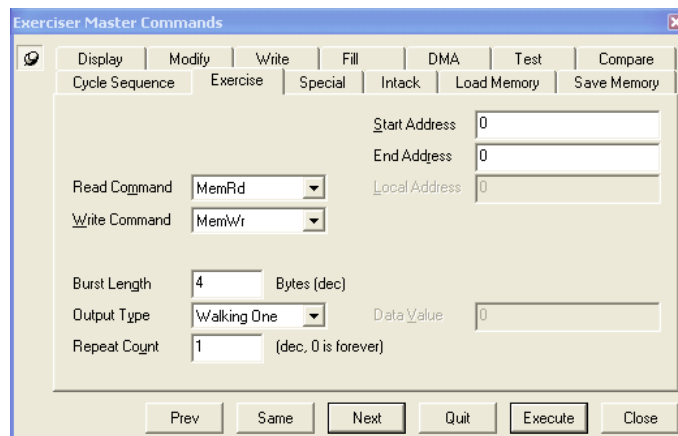 Exerciser Master Commands
Display Modify Write Fill DMA Test Compare
Cycle Sequence Exercise Special Intack Load Memory Save Memory
Start Address 0
End Address 0
Read Command MemRd Local Address 0
Write Command MemWr
Burst Length 4 Bytes (dec)
Output Type Walking One Data Value 0
Repeat Count 1 (dec, 0 is forever)
Prev Same Next Quit Execute Close